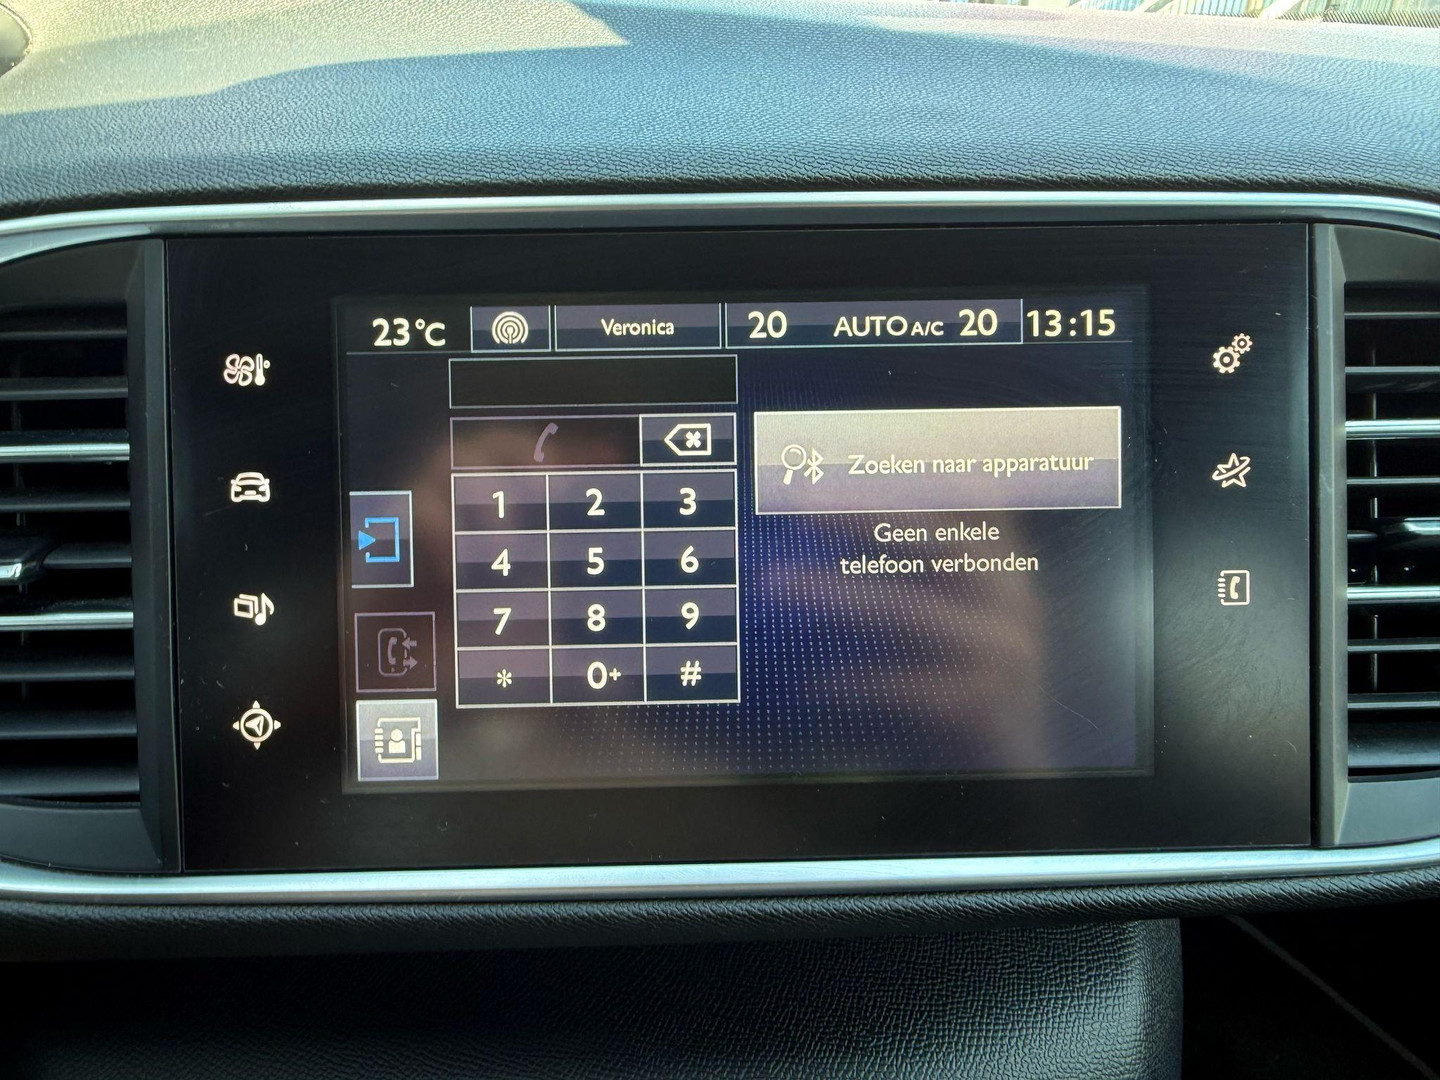 23°C Veronica 20 AUTO A/C 20 13:15
Zoeken naar apparatuur
Geen enkele
telefoon verbonden
1 2 3
4 5 6
7 8 9
* 0+ #